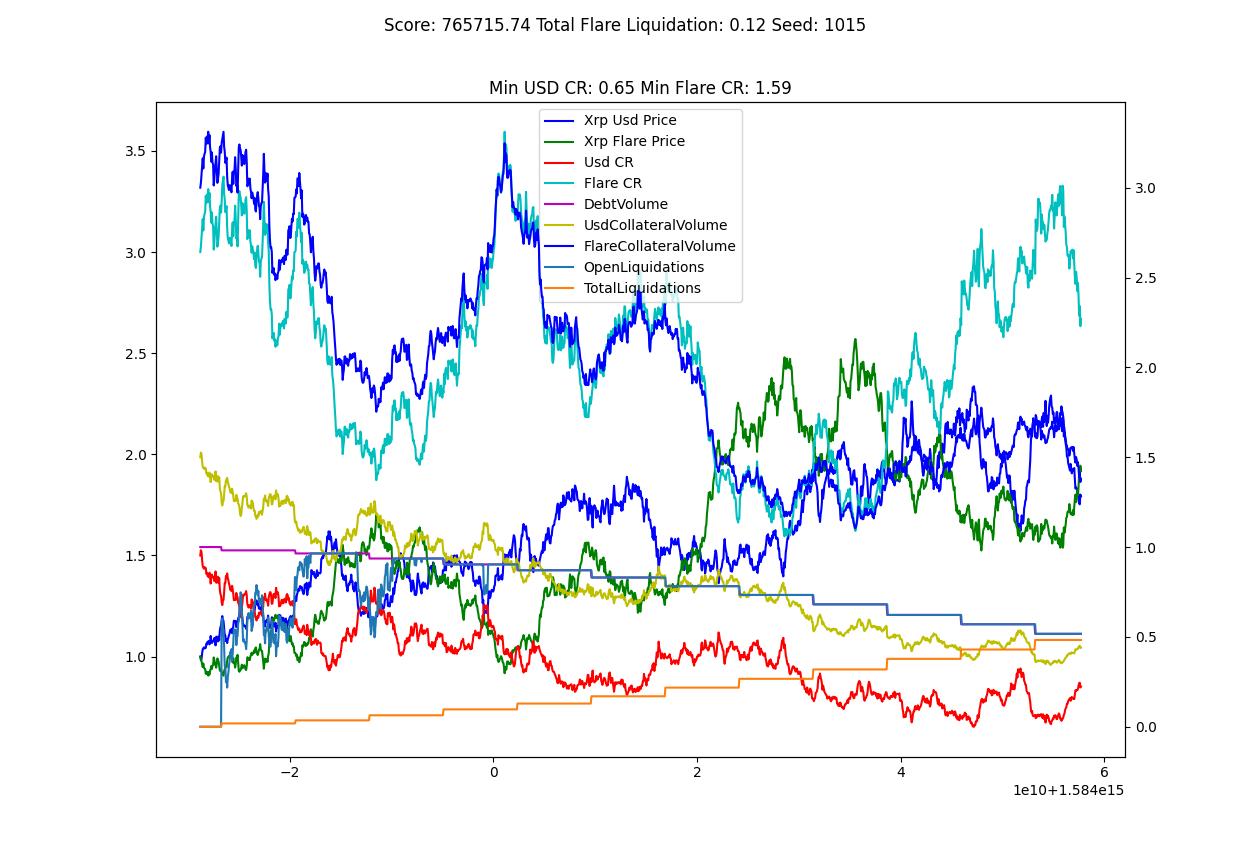 Score: 765715.74 Total Flare Liquidation: 0.12 Seed: 1015
Min USD CR: 0.65 Min Flare CR: 1.59
Xrp Usd Price
Xrp Flare Price
Usd CR
Flare CR
DebtVolume
UsdCollateralVolume
FlareCollateralVolume
OpenLiquidations
TotalLiquidations
3.5
3.0
2.5
2.0
1.5
1.0
3.0
2.5
2.0
1.5
1.0
0.5
0.0
−2
0
2
4
6
1e10+1.584e15